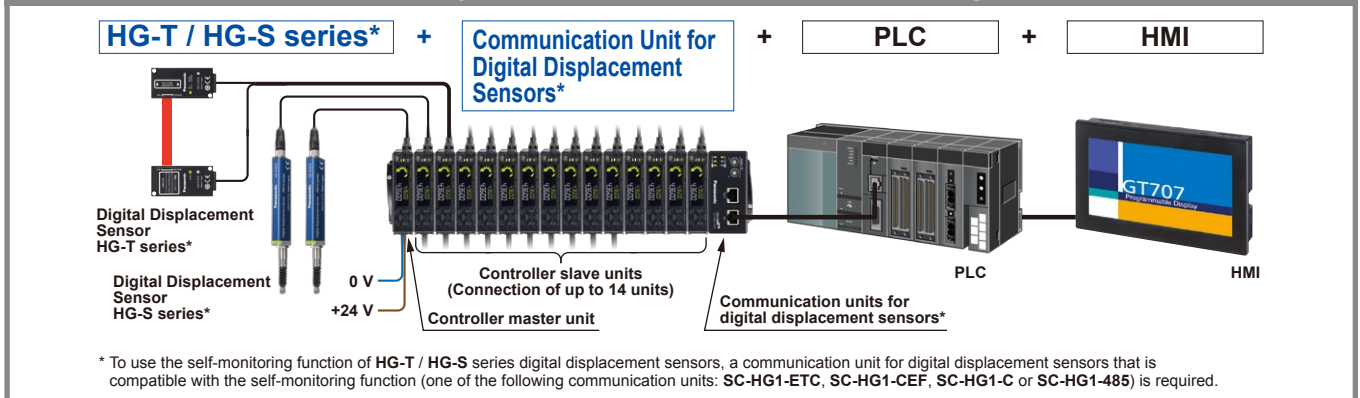 HG-T / HG-S series* + Communication Unit for Digital Displacement Sensors* + PLC + HMI
Digital Displacement
Sensor
HG-T series*
Digital Displacement
Sensor
HG-S series*
0 V
+24 V
Controller slave units
(Connection of up to 14 units)
Controller master unit
Communication units for
digital displacement sensors*
PLC
GT707
Programmable Display
HMI
* To use the self-monitoring function of HG-T / HG-S series digital displacement sensors, a communication unit for digital displacement sensors that is
compatible with the self-monitoring function (one of the following communication units: SC-HG1-ETC, SC-HG1-CEF, SC-HG1-C or SC-HG1-485) is required.